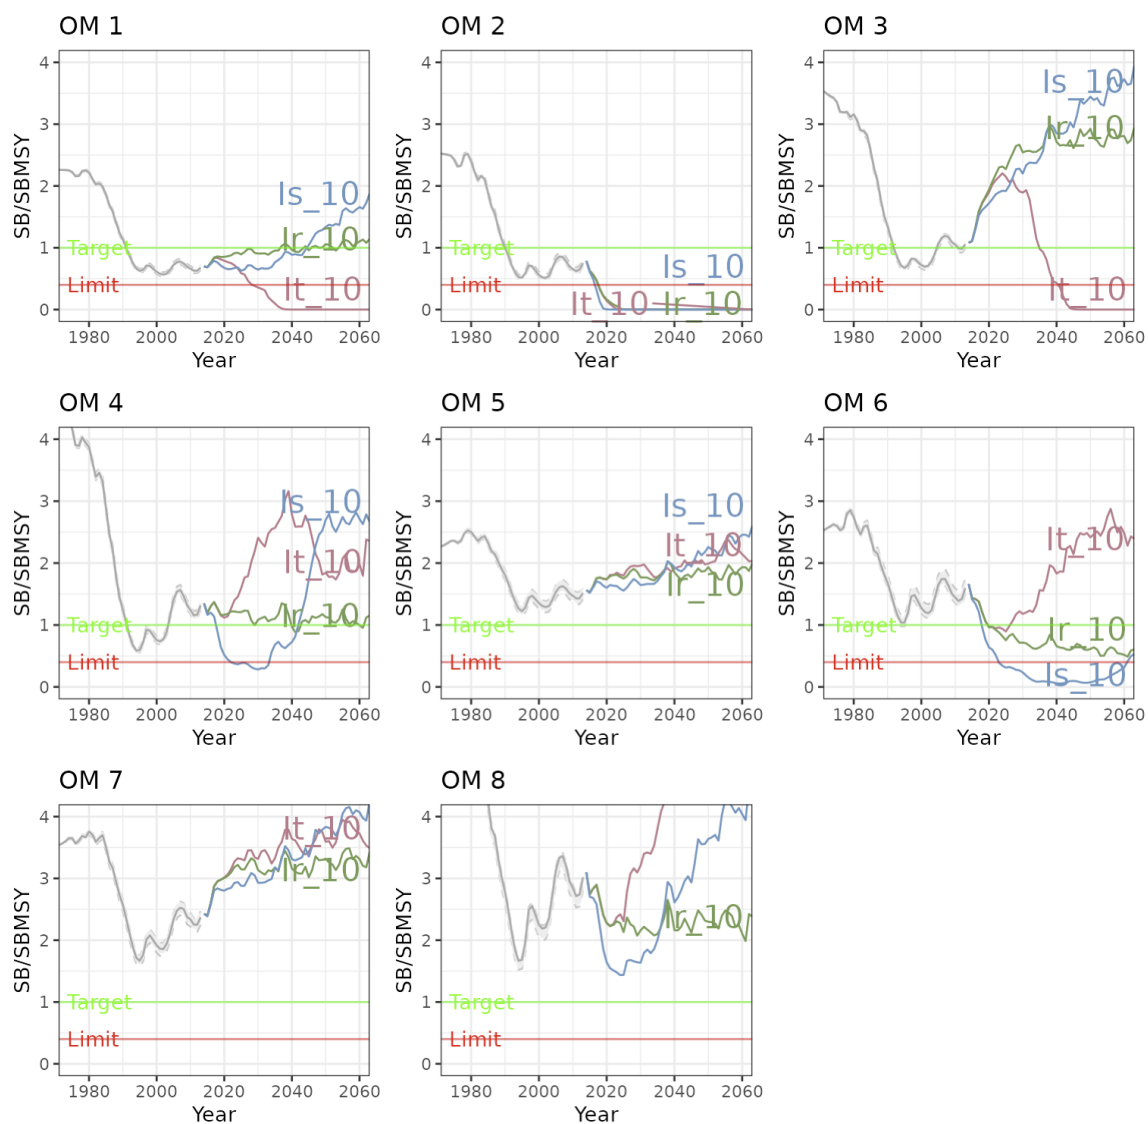 OM 1
OM 2
OM 3
4
3
2
1
0
SB/SBMSY
Is_10
Ir_10
It_10
Target
Limit
1980 2000 2020 2040 2060
Year
4
3
2
1
0
SB/SBMSY
Is_10
It_10
Ir_10
Target
Limit
1980 2000 2020 2040 2060
Year
4
3
2
1
0
SB/SBMSY
Is_10
Ir_10
It_10
Target
Limit
1980 2000 2020 2040 2060
Year
OM 4
OM 5
OM 6
4
3
2
1
0
SB/SBMSY
Is_10
It_10
Ir_10
Target
Limit
1980 2000 2020 2040 2060
Year
4
3
2
1
0
SB/SBMSY
Is_10
It_10
Ir_10
Target
Limit
1980 2000 2020 2040 2060
Year
4
3
2
1
0
SB/SBMSY
It_10
Ir_10
Is_10
Target
Limit
1980 2000 2020 2040 2060
Year
OM 7
OM 8
4
3
2
1
0
SB/SBMSY
It_10
Ir_10
Target
Limit
1980 2000 2020 2040 2060
Year
4
3
2
1
0
SB/SBMSY
Ir_10
Target
Limit
1980 2000 2020 2040 2060
Year